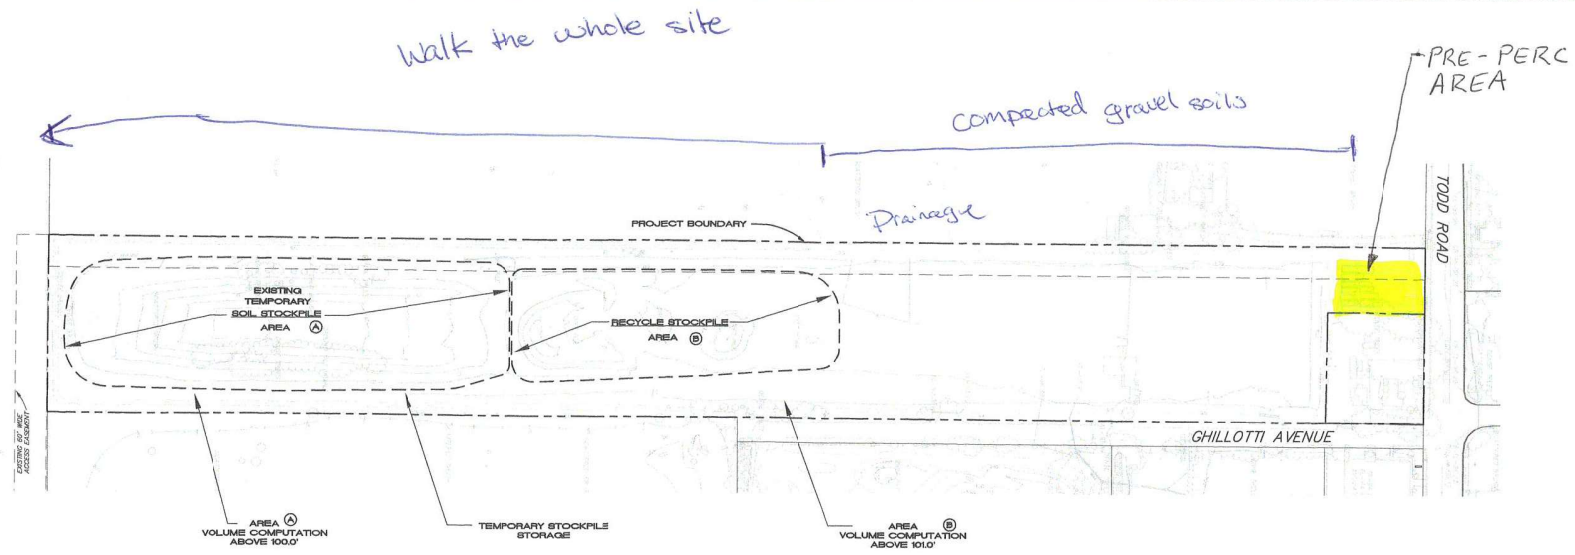 Walk the whole site
PRE-PERC
AREA
compacted gravel soils
TODD ROAD
Drainage
PROJECT BOUNDARY
EXISTING
TEMPORARY
SOIL STOCKPILE
AREA Ⓐ
RECYCLE STOCKPILE
AREA Ⓑ
EXISTING 60' WIDE
ACCESS EASEMENT
GHILLOTTI AVENUE
AREA Ⓐ
VOLUME COMPUTATION
ABOVE 100.0'
TEMPORARY STOCKPILE
STORAGE
AREA Ⓑ
VOLUME COMPUTATION
ABOVE 101.0'